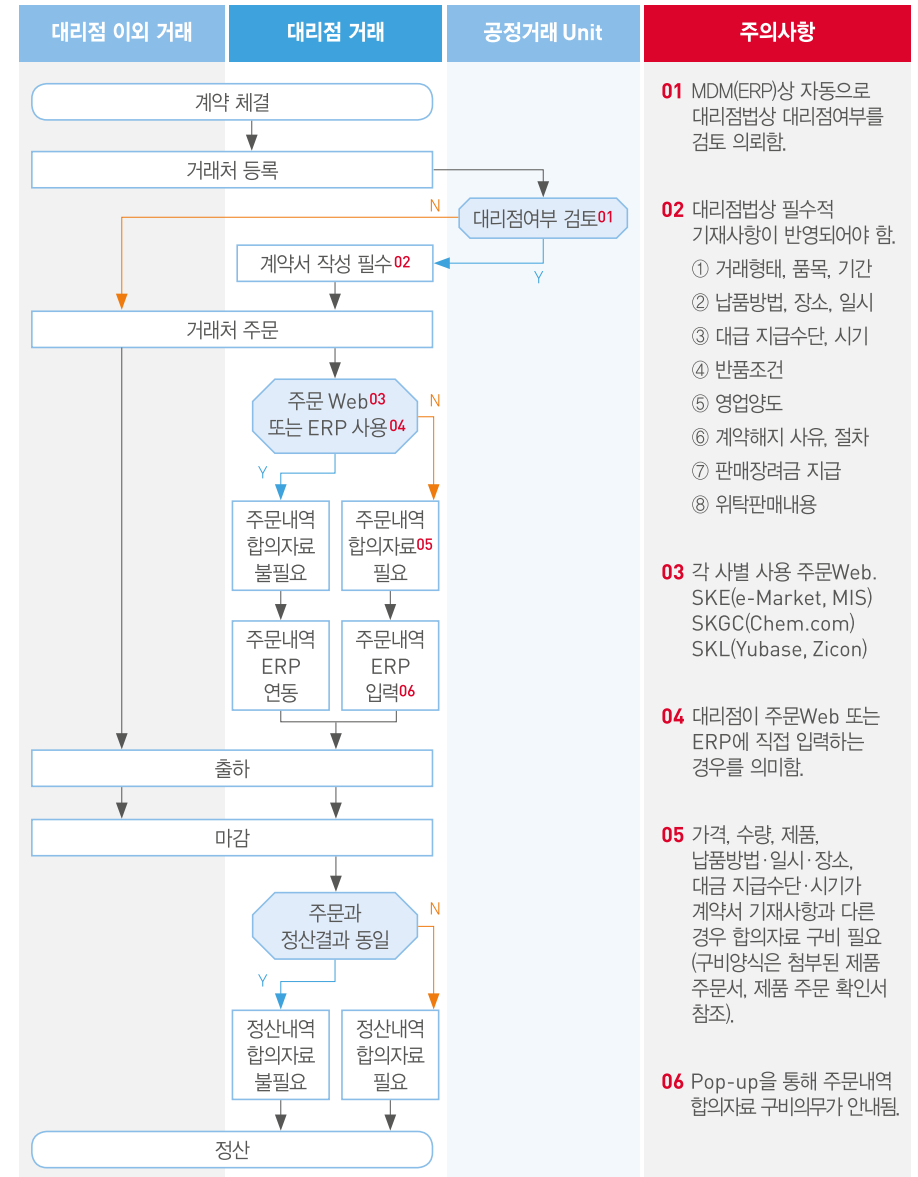 대리점 이외 거래
대리점 거래
공정거래 Unit
주의사항
계약 체결
거래처 등록
N
대리점여부 검토01
계약서 작성 필수02
Y
거래처 주문
주문 Web03
또는 ERP 사용04
N
Y
주문내역
합의자료
불필요
주문내역
합의자료05
필요
주문내역
ERP
연동
주문내역
ERP
입력06
출하
마감
주문과
정산결과 동일
N
Y
정산내역
합의자료
불필요
정산내역
합의자료
필요
정산
01 MDM(ERP)상 자동으로
대리점법상 대리점여부를
검토 의뢰함.
02 대리점법상 필수적
기재사항이 반영되어야 함.
① 거래형태, 품목, 기간
② 납품방법, 장소, 일시
③ 대급 지급수단, 시기
④ 반품조건
⑤ 영업양도
⑥ 계약해지 사유, 절차
⑦ 판매장려금 지급
⑧ 위탁판매내용
03 각 사별 사용 주문Web.
SKE(e-Market, MIS)
SKGC(Chem.com)
SKL(Yubase, Zicon)
04 대리점이 주문Web 또는
ERP에 직접 입력하는
경우를 의미함.
05 가격, 수량, 제품,
납품방법·일시·장소,
대금 지급수단·시기가
계약서 기재사항과 다른
경우 합의자료 구비 필요
(구비양식은 첨부된 제품
주문서, 제품 주문 확인서
참조).
06 Pop-up을 통해 주문내역
합의자료 구비의무가 안내됨.